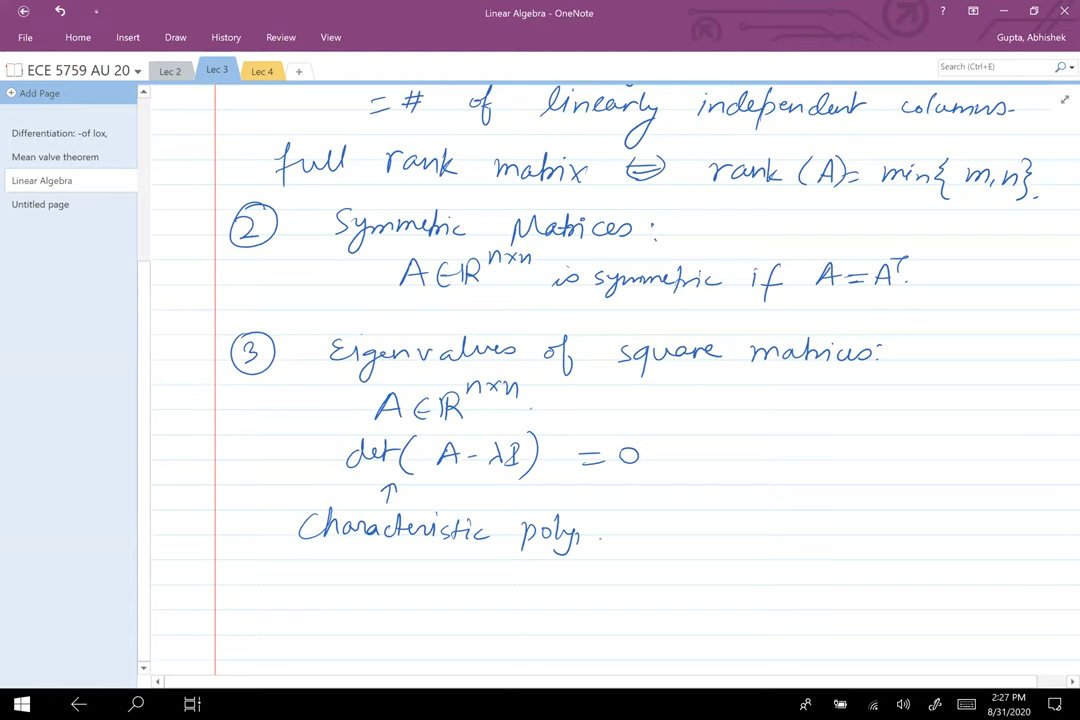 Linear Algebra - OneNote
File Home Insert Draw History Review View
Gupta, Abhishek
ECE 5759 AU 20
Lec 2 Lec 3 Lec 4 +
Search (Ctrl+E)
Add Page
Differentiation: -of lox,
Mean value theorem
Linear Algebra
Untitled page
= # of linearly independent columns.
full rank matrix ⇔ rank (A) = min{ m, n}.
② Symmetric Matrices:
A ∈ ℝ^{n×n} is symmetric if A = Aᵀ.
③ Eigenvalues of square matrices:
A ∈ ℝ^{n×n}.
det( A - λI) = 0
↑
Characteristic poly.
2:27 PM
8/31/2020